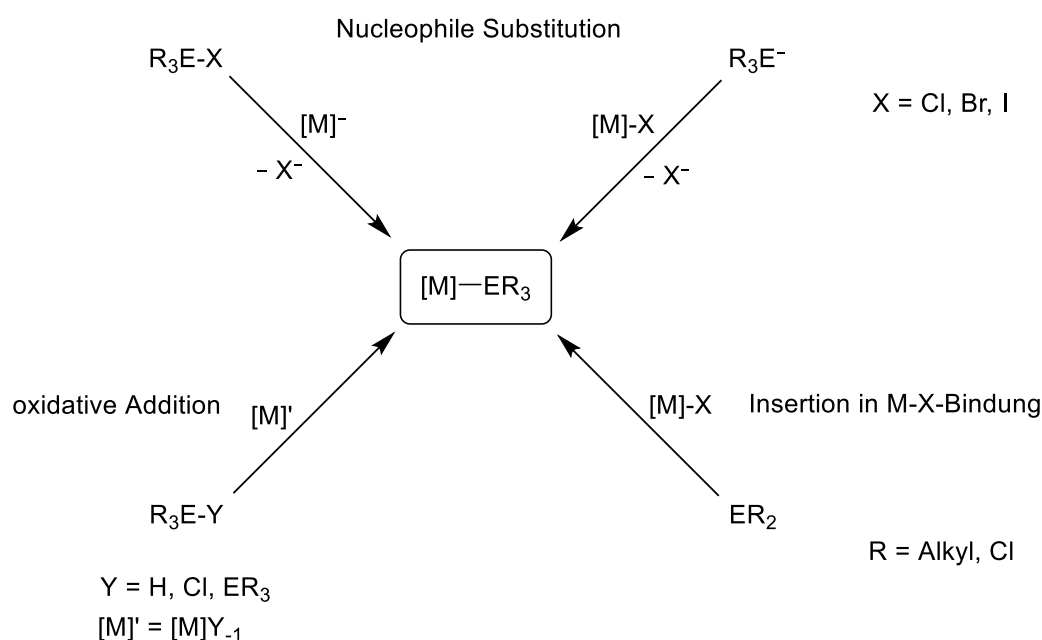 Nucleophile Substitution
R₃E-X
R₃E⁻
X = Cl, Br, I
[M]⁻
[M]-X
– X⁻
– X⁻
[M]—ER₃
oxidative Addition
[M]'
[M]-X
Insertion in M-X-Bindung
R₃E-Y
ER₂
R = Alkyl, Cl
Y = H, Cl, ER₃
[M]' = [M]Y₋₁